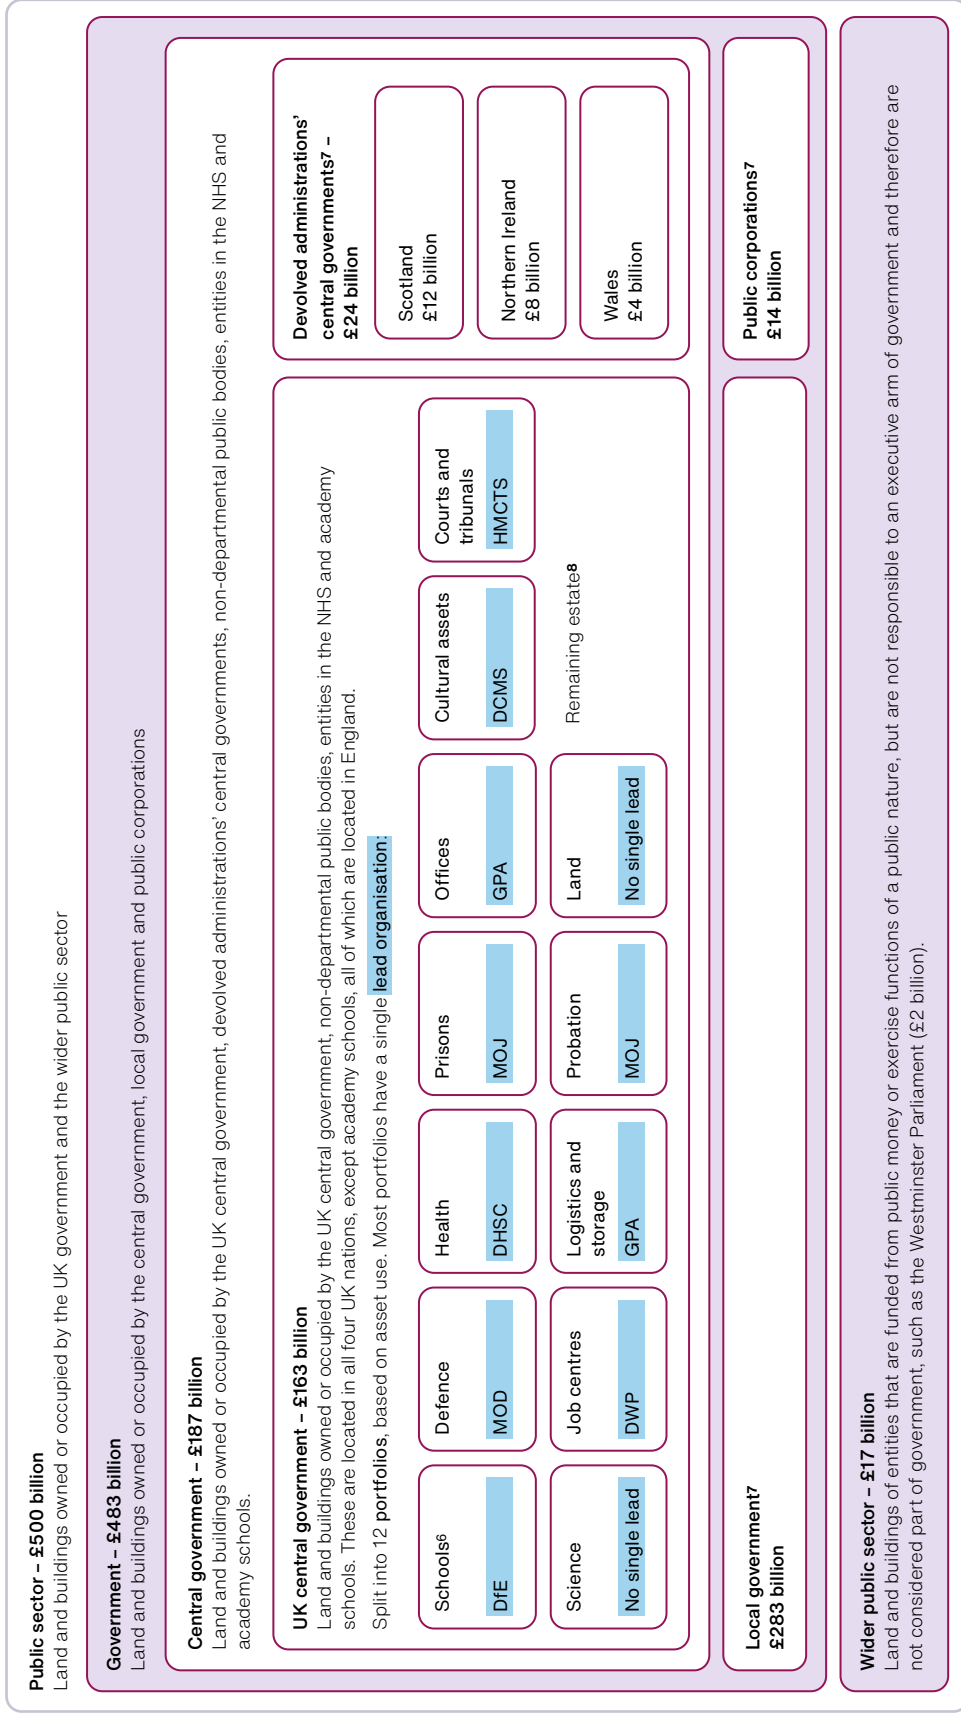 Public sector – £500 billion
Land and buildings owned or occupied by the UK government and the wider public sector
Government – £483 billion
Land and buildings owned or occupied by the central government, local government and public corporations
Central government – £187 billion
Land and buildings owned or occupied by the UK central government, devolved administrations’ central governments, non-departmental public bodies, entities in the NHS and
academy schools.
UK central government – £163 billion
Land and buildings owned or occupied by the UK central government, non-departmental public bodies, entities in the NHS and academy
schools. These are located in all four UK nations, except academy schools, all of which are located in England.
Split into 12 portfolios, based on asset use. Most portfolios have a single lead organisation:
Schools⁶
DfE
Defence
MOD
Health
DHSC
Prisons
MOJ
Offices
GPA
Cultural assets
DCMS
Courts and
tribunals
HMCTS
Science
No single lead
Job centres
DWP
Logistics and
storage
GPA
Probation
MOJ
Land
No single lead
Remaining estate⁸
Devolved administrations’
central governments⁷ –
£24 billion
Scotland
£12 billion
Northern Ireland
£8 billion
Wales
£4 billion
Local government⁷
£283 billion
Public corporations⁷
£14 billion
Wider public sector – £17 billion
Land and buildings of entities that are funded from public money or exercise functions of a public nature, but are not responsible to an executive arm of government and therefore are
not considered part of government, such as the Westminster Parliament (£2 billion).